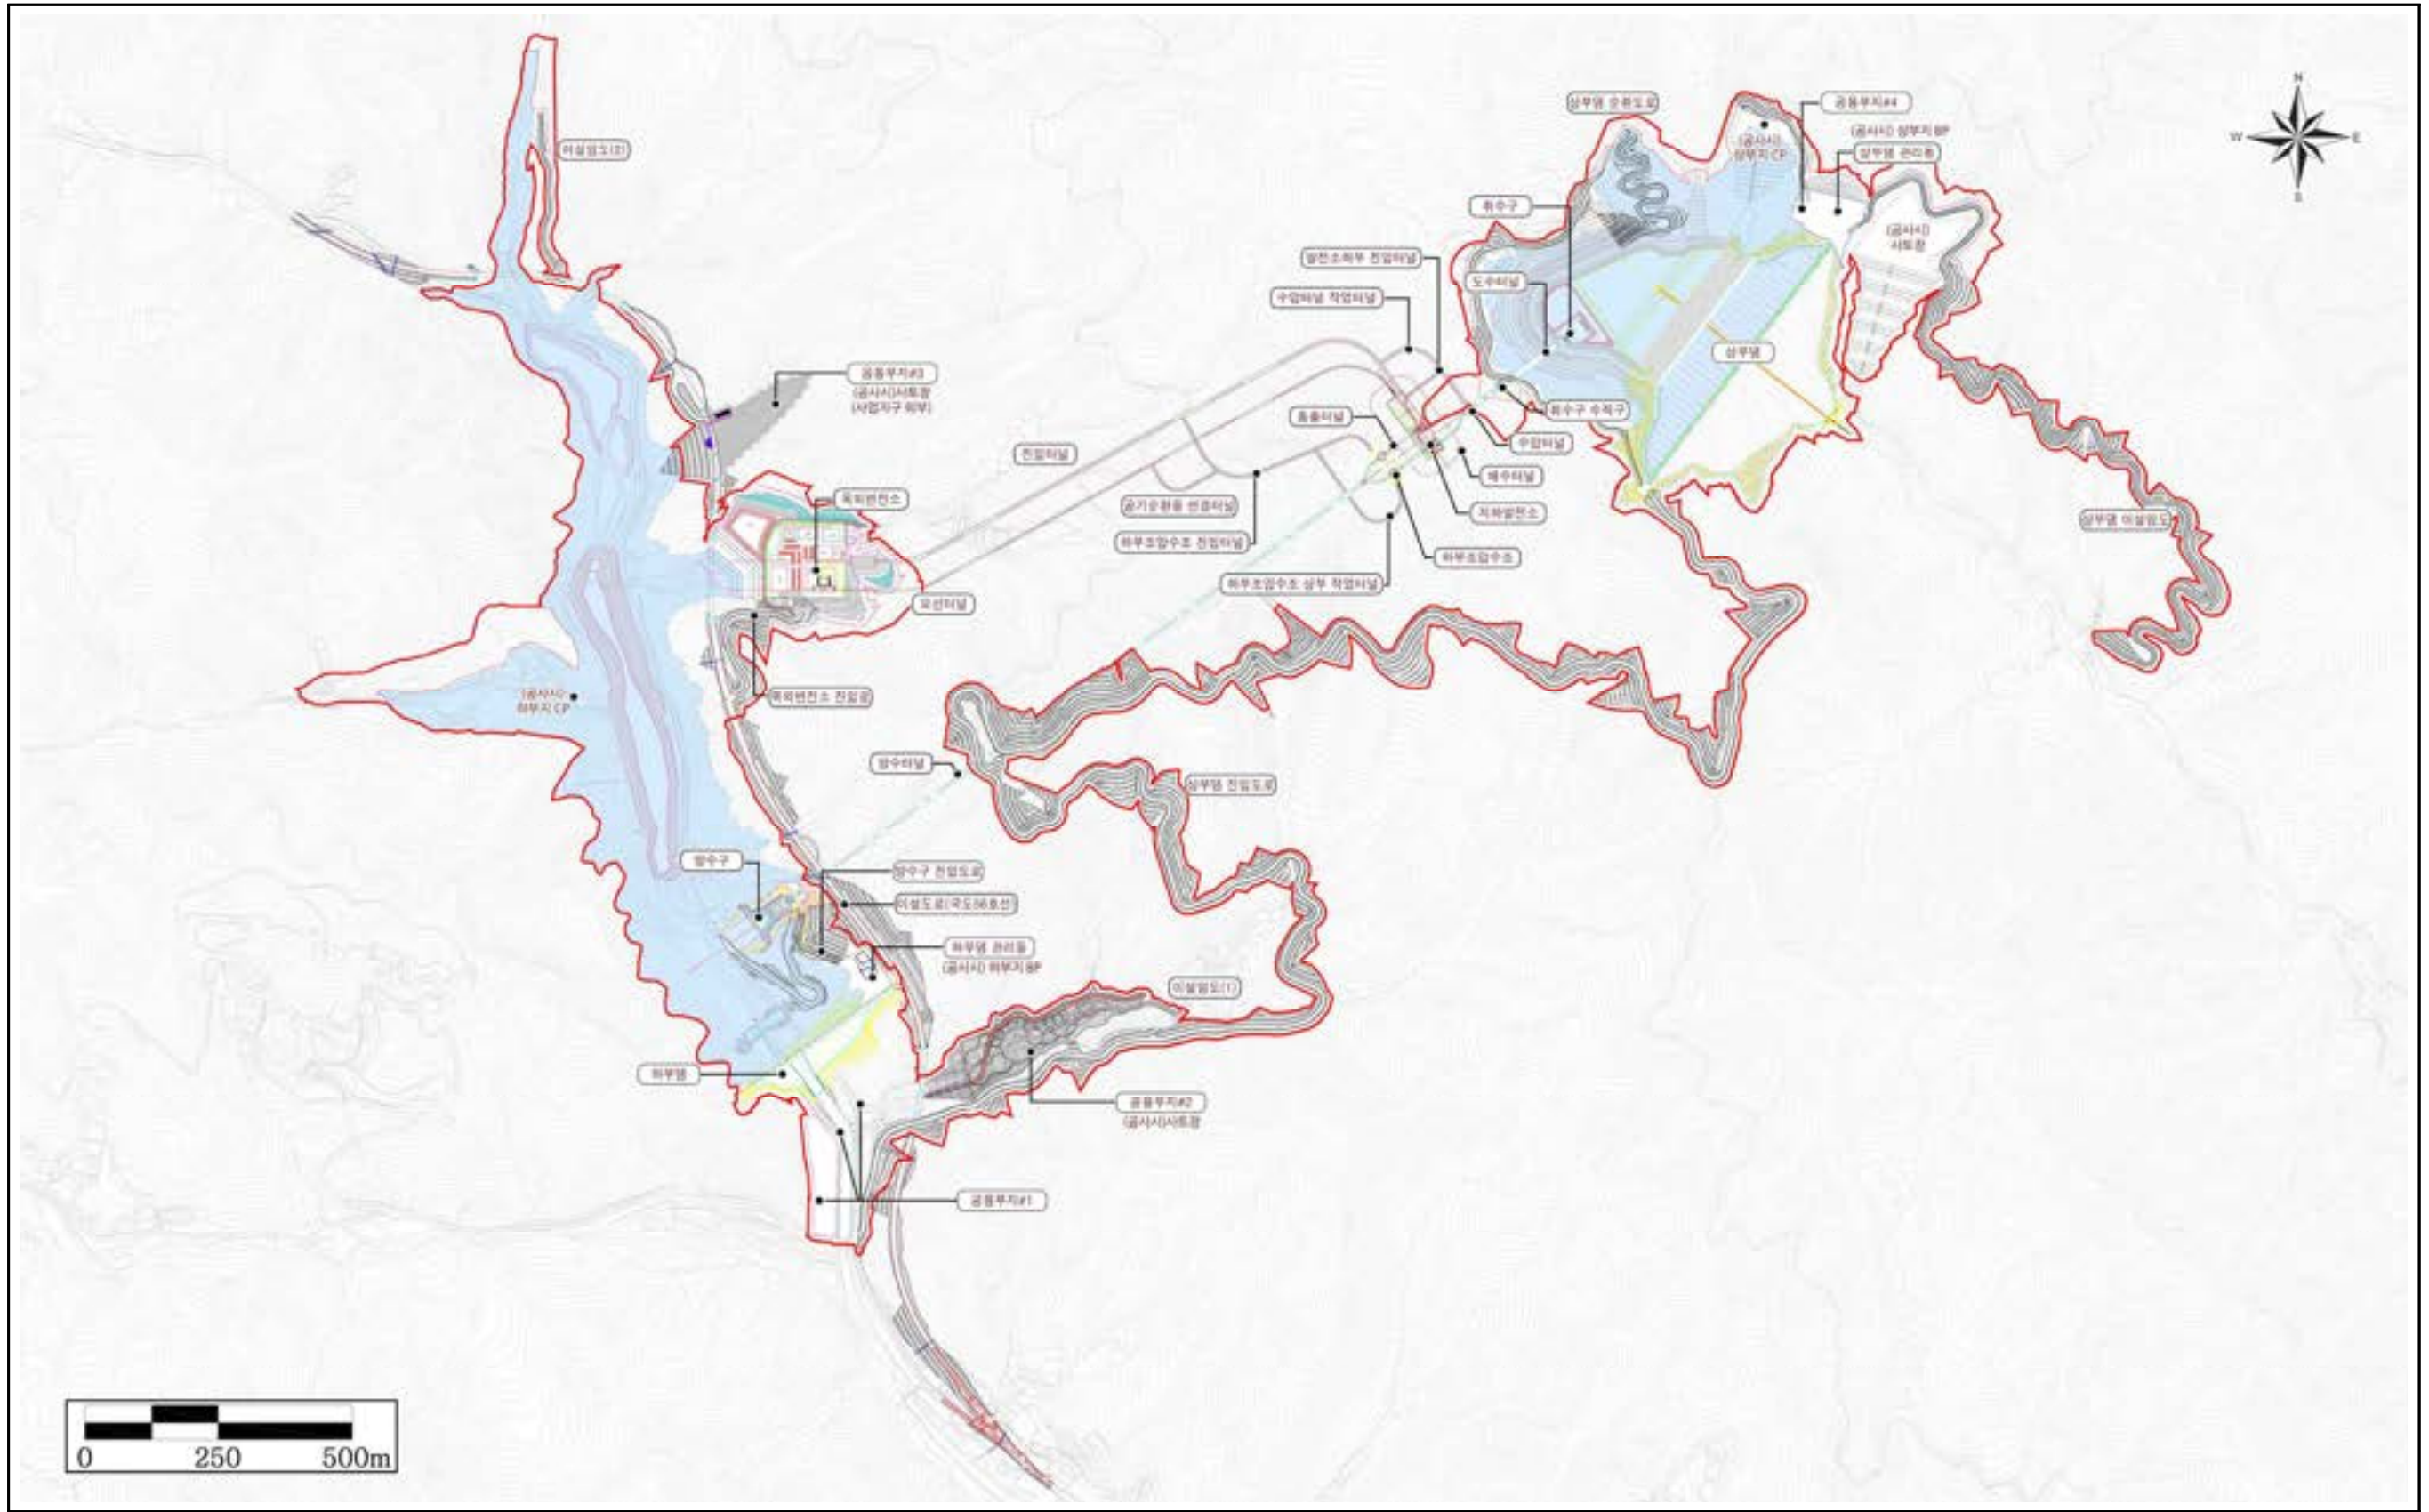 N
W
E
S
상부댐 순환도로
공용부지#4
(공사시)
상부지 CP
(공사시) 상부지 BP
상부댐 관리동
이설임도(2)
취수구
(공사시)
사토장
발전소하부 진입터널
도수터널
수압터널 작업터널
상부댐
공용부지#3
(공사시)사토장
(사업지구 외부)
취수구 수직구
수압터널
진입터널
배수터널
옥외변전소
공기순환용 연결터널
지하발전소
상부댐 이설임도
하부조압수조 진입터널
하부조압수조
하부조압수조 상부 작업터널
모선터널
(공사시)
하부지 CP
옥외변전소 진입로
방수터널
상부댐 진입도로
방수구
방수구 진입도로
이설도로(국도56호선)
하부댐 관리동
(공사시) 하부지 BP
이설임도(1)
하부댐
공용부지#2
(공사시)사토장
공용부지#1
0
250
500m